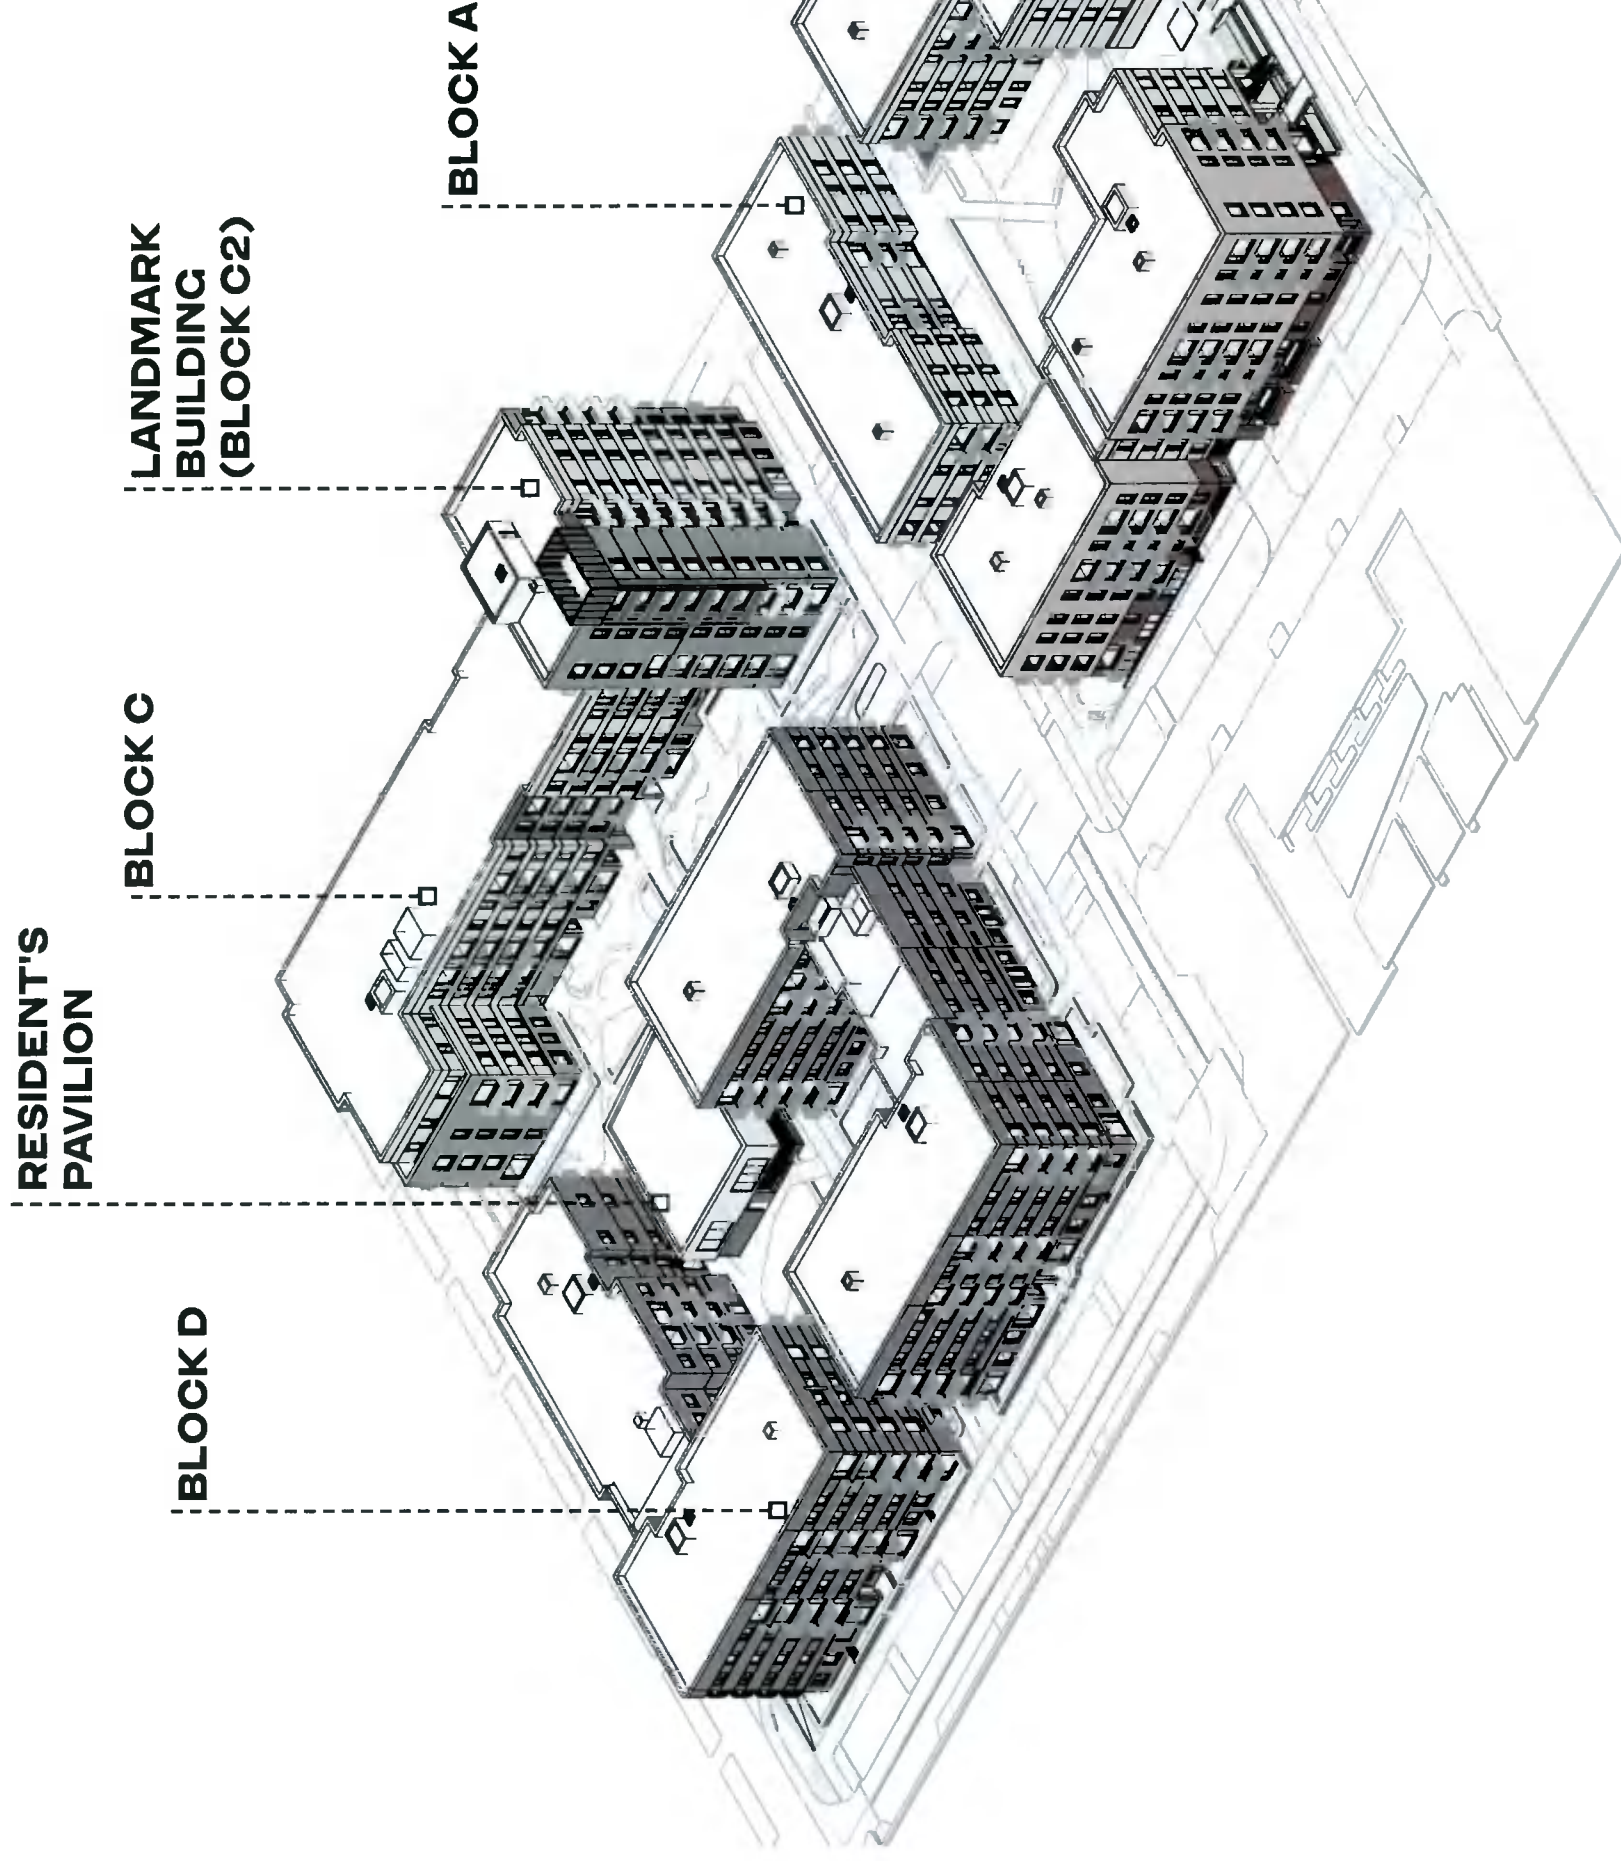 BLOCK D
RESIDENT'S
PAVILION
BLOCK C
LANDMARK
BUILDING
(BLOCK C2)
BLOCK A